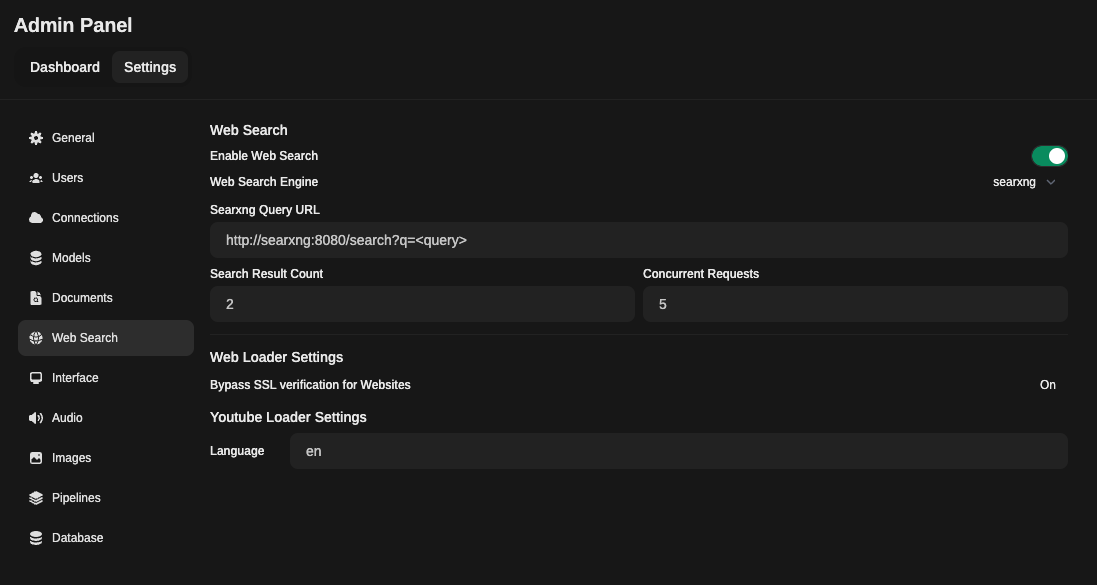 Admin Panel
Dashboard Settings
General
Users
Connections
Models
Documents
Web Search
Interface
Audio
Images
Pipelines
Database
Web Search
Enable Web Search
Web Search Engine searxng
Searxng Query URL
http://searxng:8080/search?q=<query>
Search Result Count Concurrent Requests
2 5
Web Loader Settings
Bypass SSL verification for Websites On
Youtube Loader Settings
Language en